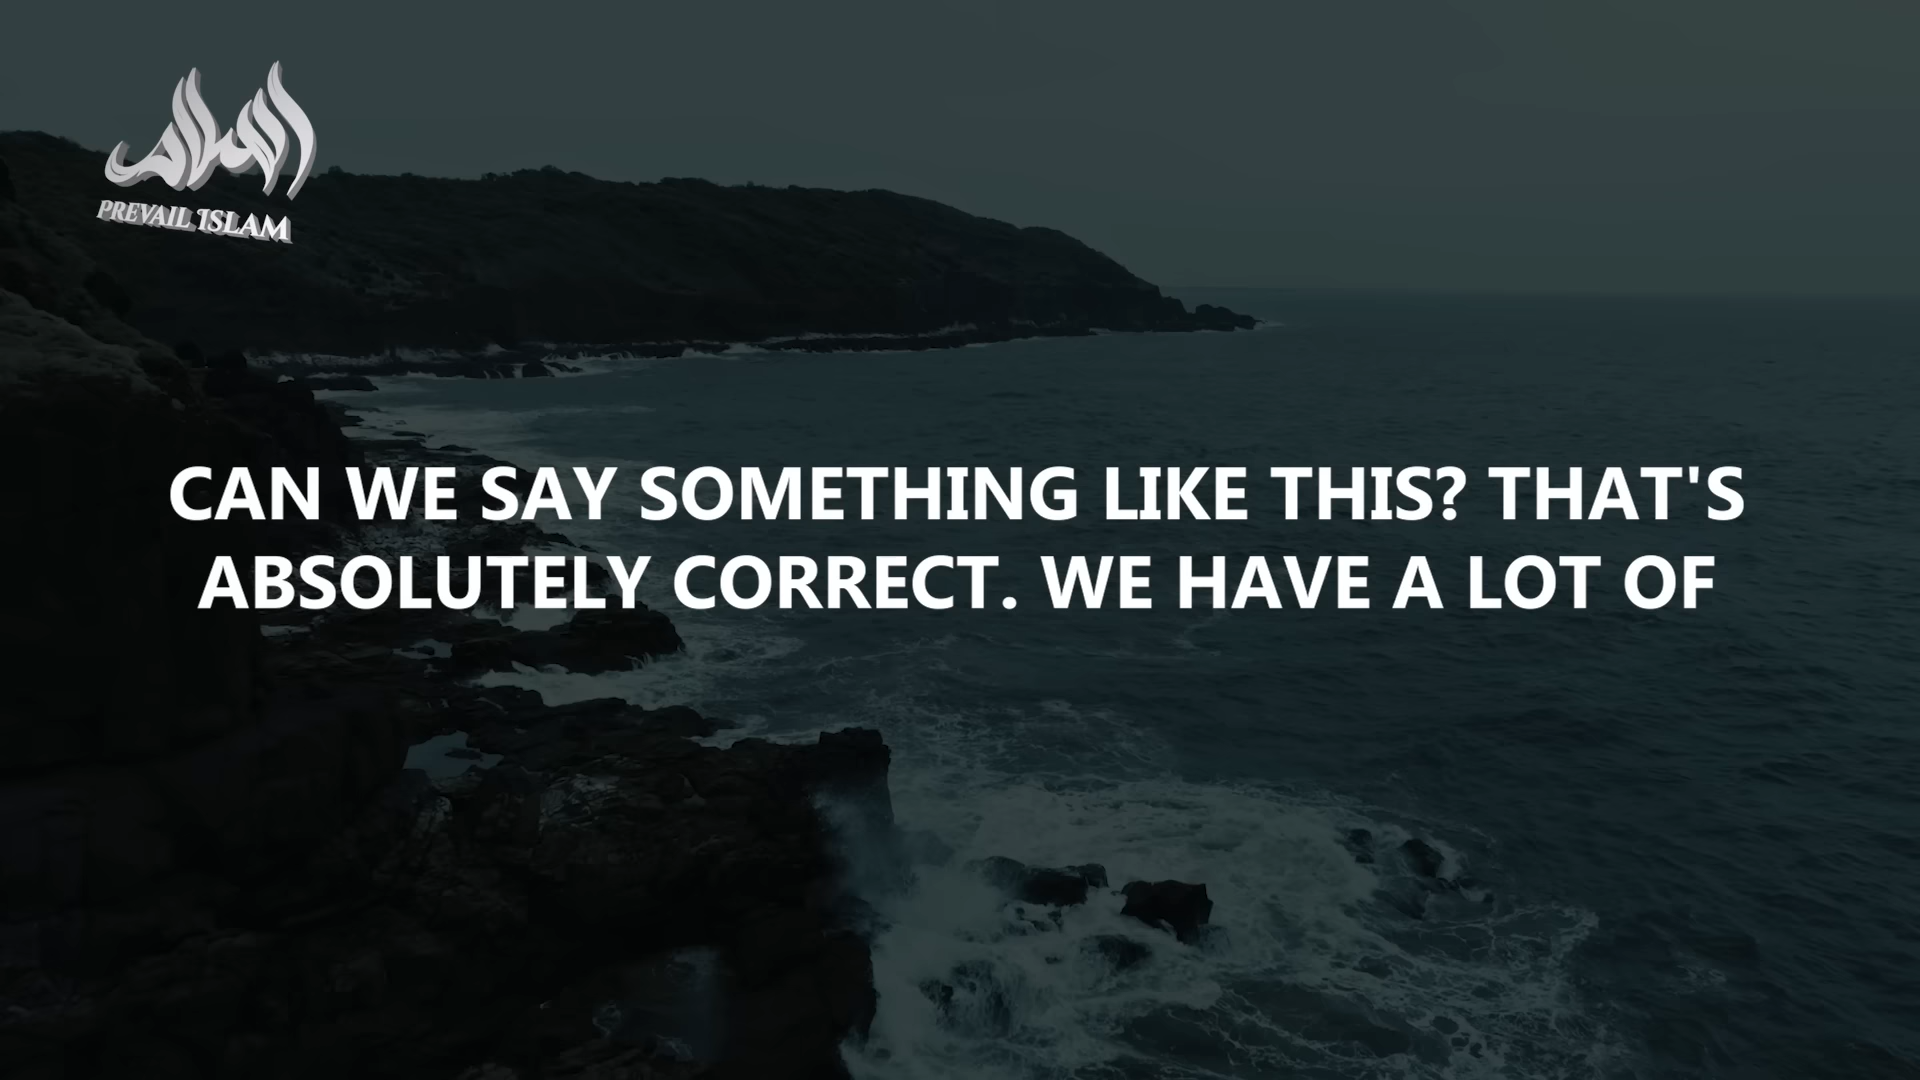 PREVAIL ISLAM
CAN WE SAY SOMETHING LIKE THIS? THAT'S
ABSOLUTELY CORRECT. WE HAVE A LOT OF